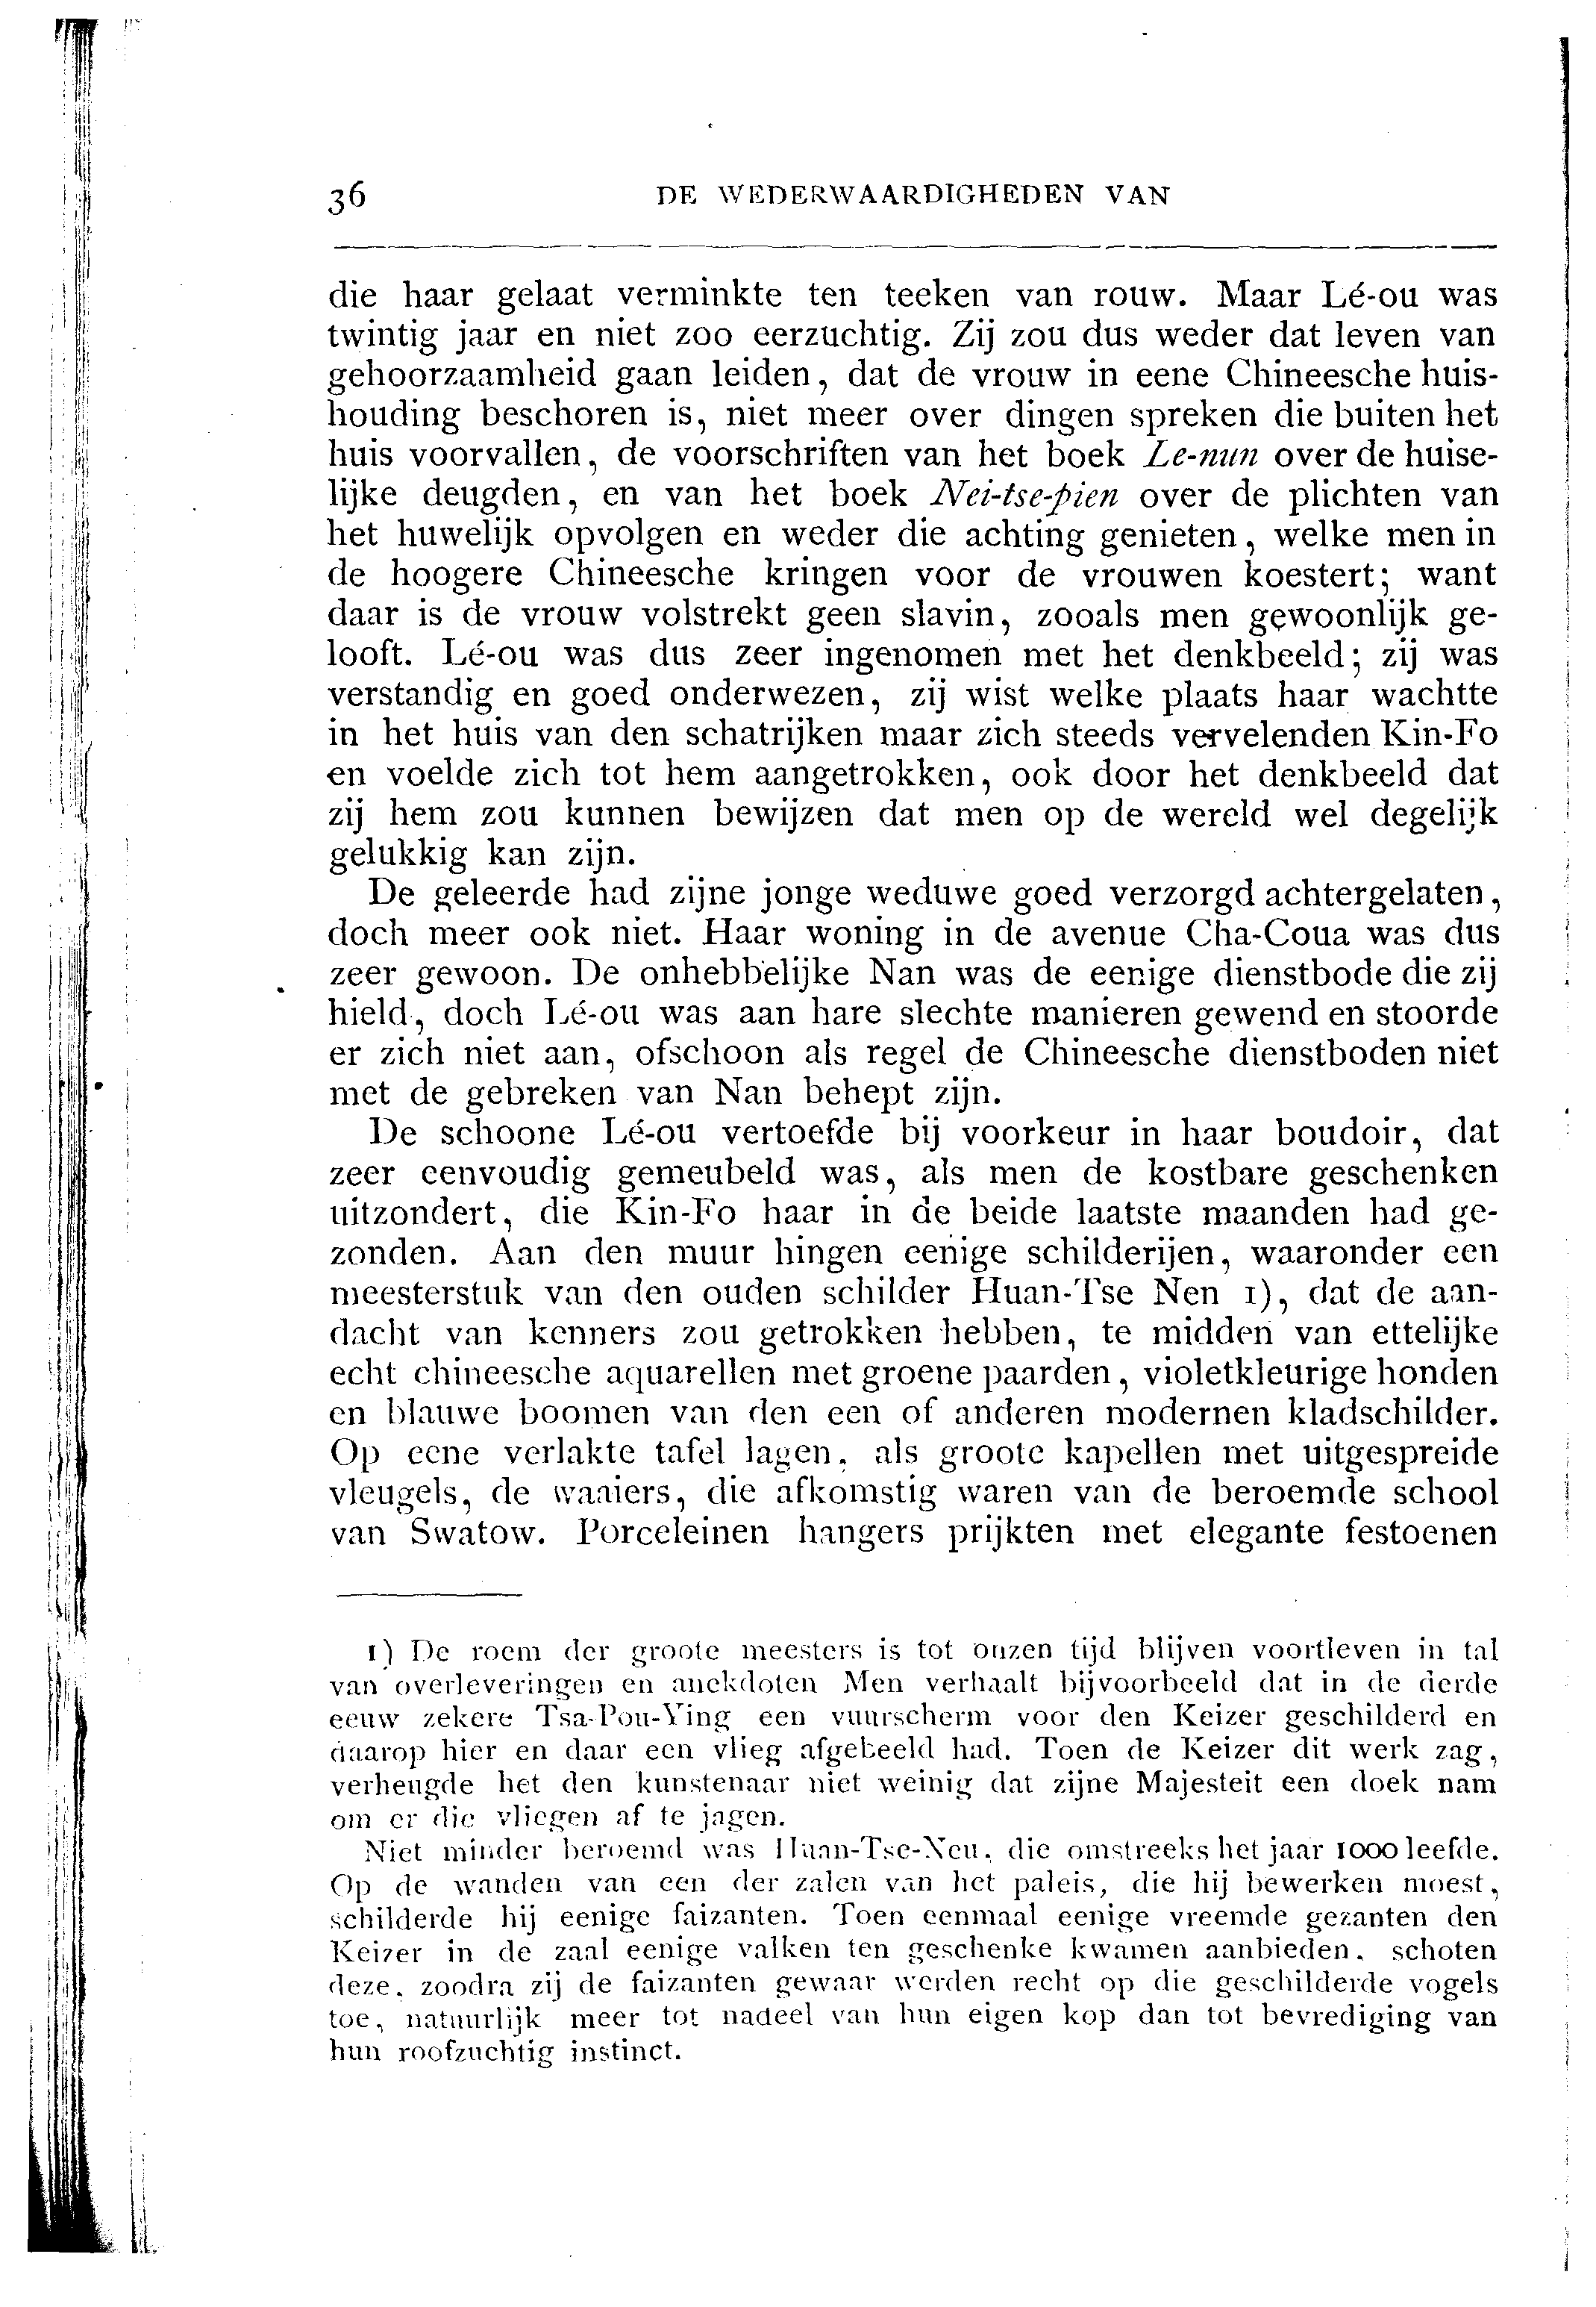 36 DE WEDERWAARDIGHEDEN VAN
die haar gelaat verminkte ten teeken van rouw. Maar Lé-ou was
twintig jaar en niet zoo eerzuchtig. Zij zou dus weder dat leven van
gehoorzaamheid gaan leiden, dat de vrouw in eene Chineesche huis-
houding beschoren is, niet meer over dingen spreken die buiten het
huis voorvallen, de voorschriften van het boek Le-nun over de huise-
lijke deugden, en van het boek Nei-tse-pien over de plichten van
het huwelijk opvolgen en weder die achting genieten, welke men in
de hoogere Chineesche kringen voor de vrouwen koestert; want
daar is de vrouw volstrekt geen slavin, zooals men gewoonlijk ge-
looft. Lé-ou was dus zeer ingenomen met het denkbeeld; zij was
verstandig en goed onderwezen, zij wist welke plaats haar wachtte
in het huis van den schatrijken maar zich steeds vervelenden Kin-Fo
en voelde zich tot hem aangetrokken, ook door het denkbeeld dat
zij hem zou kunnen bewijzen dat men op de wereld wel degelijk
gelukkig kan zijn.
De geleerde had zijne jonge weduwe goed verzorgd achtergelaten,
doch meer ook niet. Haar woning in de avenue Cha-Coua was dus
zeer gewoon. De onhebbelijke Nan was de eenige dienstbode die zij
hield, doch Lé-ou was aan hare slechte manieren gewend en stoorde
er zich niet aan, ofschoon als regel de Chineesche dienstboden niet
met de gebreken van Nan behept zijn.
De schoone Lé-ou vertoefde bij voorkeur in haar boudoir, dat
zeer eenvoudig gemeubeld was, als men de kostbare geschenken
uitzondert, die Kin-Fo haar in de beide laatste maanden had ge-
zonden. Aan den muur hingen eenige schilderijen, waaronder een
meesterstuk van den ouden schilder Huan-Tse Nen 1), dat de aan-
dacht van kenners zou getrokken hebben, te midden van ettelijke
echt chineesche aquarellen met groene paarden, violetkleurige honden
en blauwe boomen van den een of anderen modernen kladschilder.
Op eene verlakte tafel lagen, als groote kapellen met uitgespreide
vleugels, de waaiers, die afkomstig waren van de beroemde school
van Swatow. Porceleinen hangers prijkten met elegante festoenen
1) De roem der groote meesters is tot onzen tijd blijven voortleven in tal
van overleveringen en anekdoten Men verhaalt bijvoorbeeld dat in de derde
eeuw zekere Tsa-Pou-Ying een vuurscherm voor den Keizer geschilderd en
daarop hier en daar een vlieg afgebeeld had. Toen de Keizer dit werk zag,
verheugde het den kunstenaar niet weinig dat zijne Majesteit een doek nam
om er die vliegen af te jagen.
Niet minder beroemd was Huan-Tse-Neu, die omstreeks het jaar 1000 leefde.
Op de wanden van een der zalen van het paleis, die hij bewerken moest,
schilderde hij eenige faizanten. Toen eenmaal eenige vreemde gezanten den
Keizer in de zaal eenige valken ten geschenke kwamen aanbieden, schoten
deze, zoodra zij de faizanten gewaar werden recht op die geschilderde vogels
toe, natuurlijk meer tot nadeel van hun eigen kop dan tot bevrediging van
hun roofzuchtig instinct.